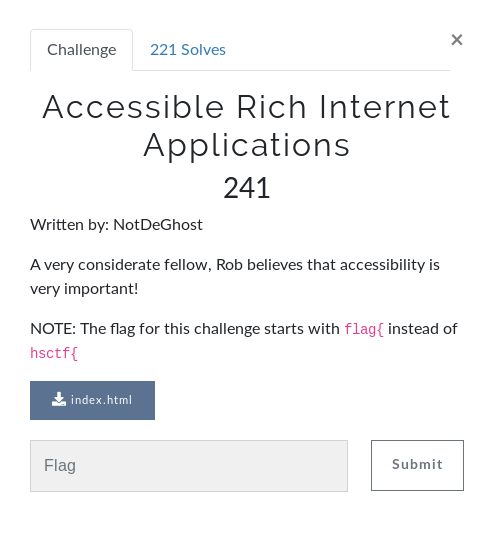 Challenge
221 Solves
×
Accessible Rich Internet
Applications
241
Written by: NotDeGhost
A very considerate fellow, Rob believes that accessibility is
very important!
NOTE: The flag for this challenge starts with flag{ instead of
hsctf{
index.html
Flag
Submit